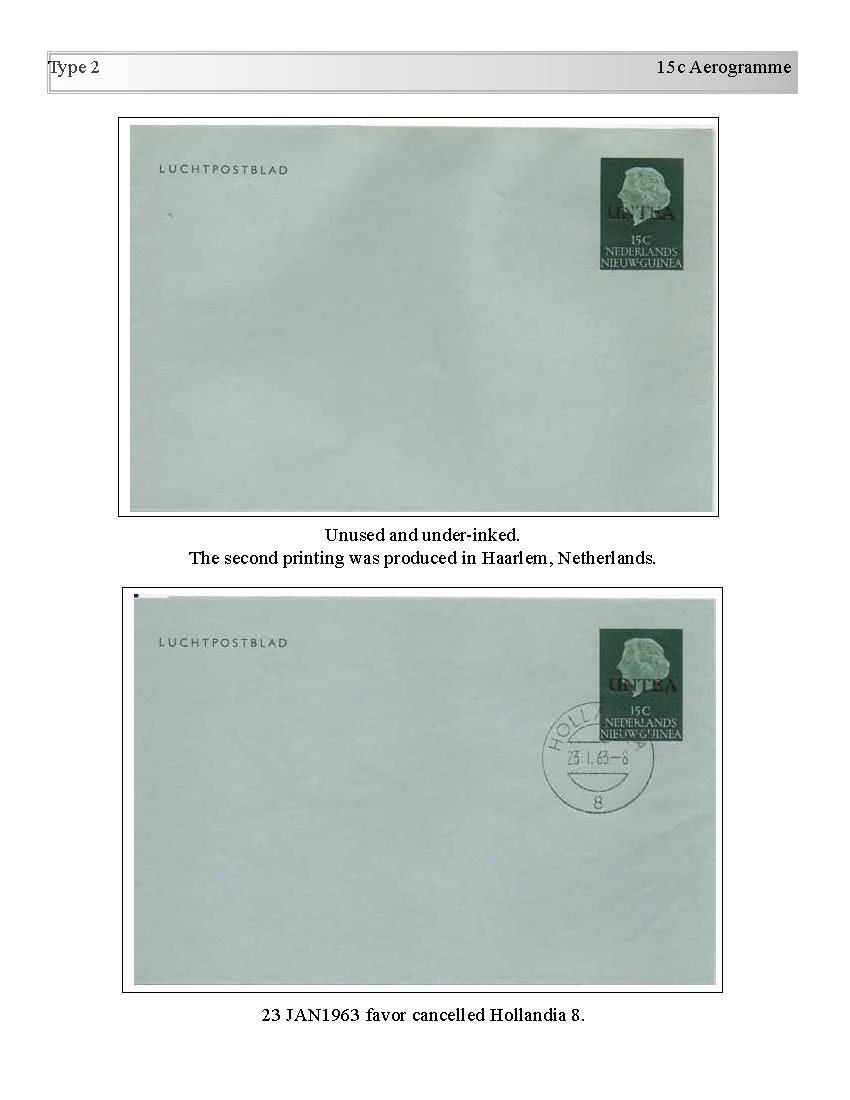 Type 2 15c Aerogramme
LUCHTPOSTBLAD
UNTEA
15C
NEDERLANDS
NIEUW-GUINEA
Unused and under-inked.
The second printing was produced in Haarlem, Netherlands.
LUCHTPOSTBLAD
UNTEA
15C
NEDERLANDS
NIEUW-GUINEA
23.1.63-8
8
23 JAN1963 favor cancelled Hollandia 8.